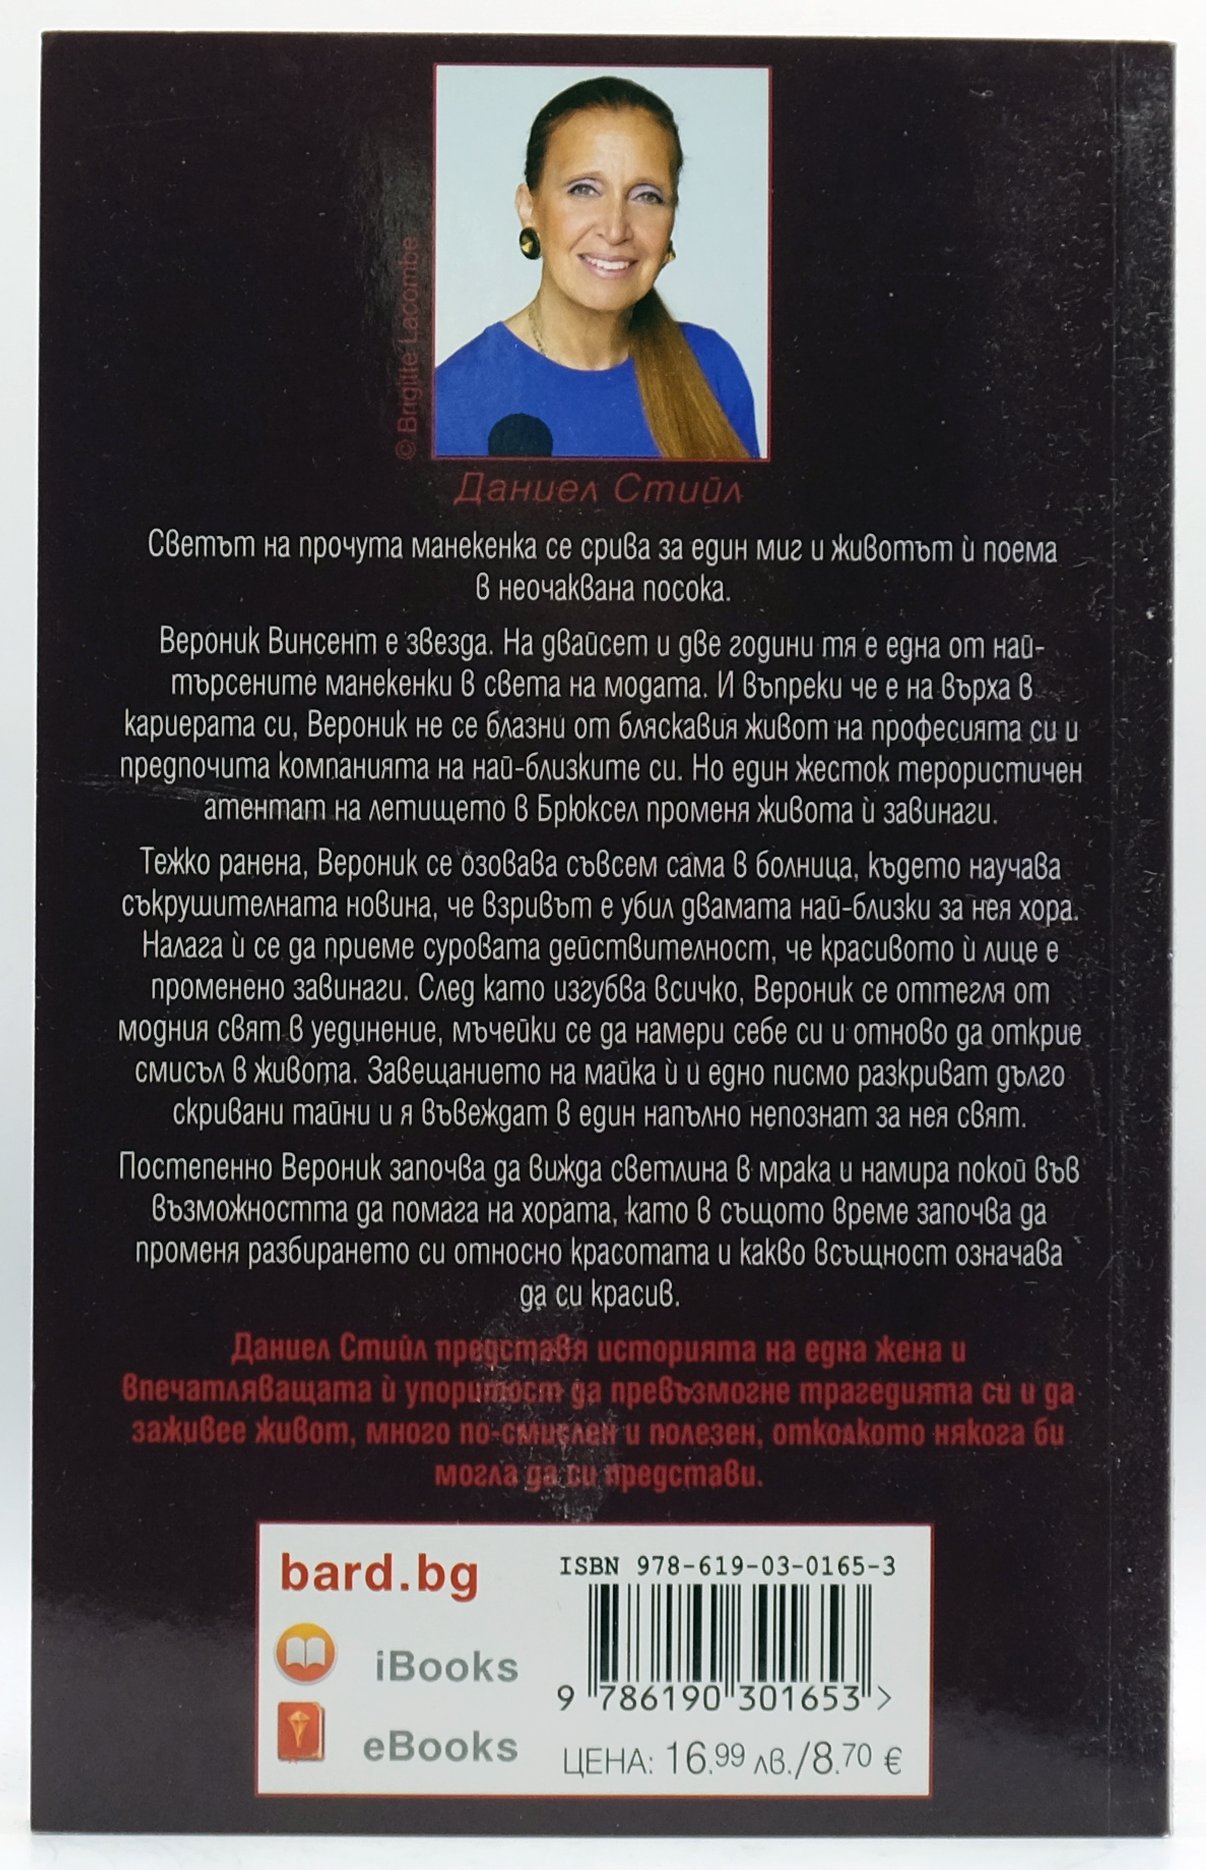 © Brigitte Lacombe
Даниел Стийл
Светът на прочута манекенка се срива за един миг и животът ѝ поема
в неочаквана посока.
Вероник Винсент е звезда. На двайсет и две години тя е една от най-
търсените манекенки в света на модата. И въпреки че е на върха в
кариерата си, Вероник не се блазни от бляскавия живот на професията си и
предпочита компанията на най-близките си. Но един жесток терористичен
атентат на летището в Брюксел променя живота ѝ завинаги.
Тежко ранена, Вероник се озовава съвсем сама в болница, където научава
съкрушителната новина, че взривът е убил двамата най-близки за нея хора.
Налага ѝ се да приеме суровата действителност, че красивото ѝ лице е
променено завинаги. След като изгубва всичко, Вероник се оттегля от
модния свят в уединение, мъчейки се да намери себе си и отново да открие
смисъл в живота. Завещанието на майка ѝ и едно писмо разкриват дълго
скривани тайни и я въвеждат в един напълно непознат за нея свят.
Постепенно Вероник започва да вижда светлина в мрака и намира покой във
възможността да помага на хората, като в същото време започва да
променя разбирането си относно красотата и какво всъщност означава
да си красив.
Даниел Стийл представя историята на една жена и
впечатляващата ѝ упоритост да превъзмогне трагедията си и да
заживее живот, много по-смислен и полезен, отколкото някога би
могла да си представи.
bard.bg
iBooks
eBooks
ISBN 978-619-03-0165-3
9 786190 301653 >
ЦЕНА: 16.99 лв./8.70 €